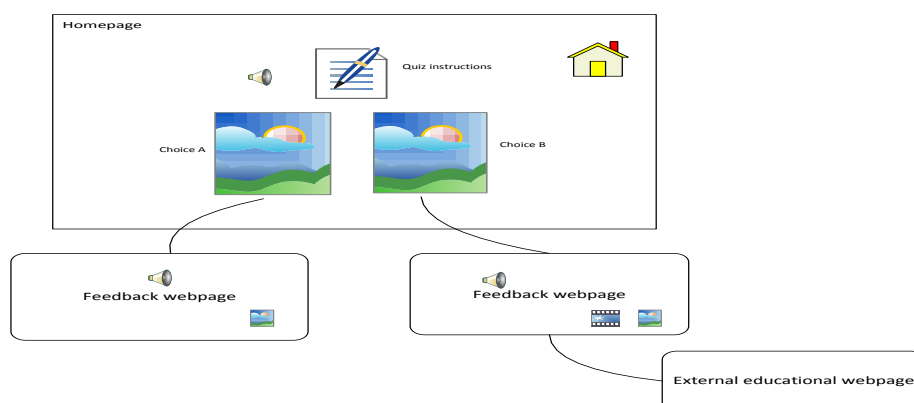 Homepage
Quiz instructions
Choice A
Choice B
Feedback webpage
Feedback webpage
External educational webpage